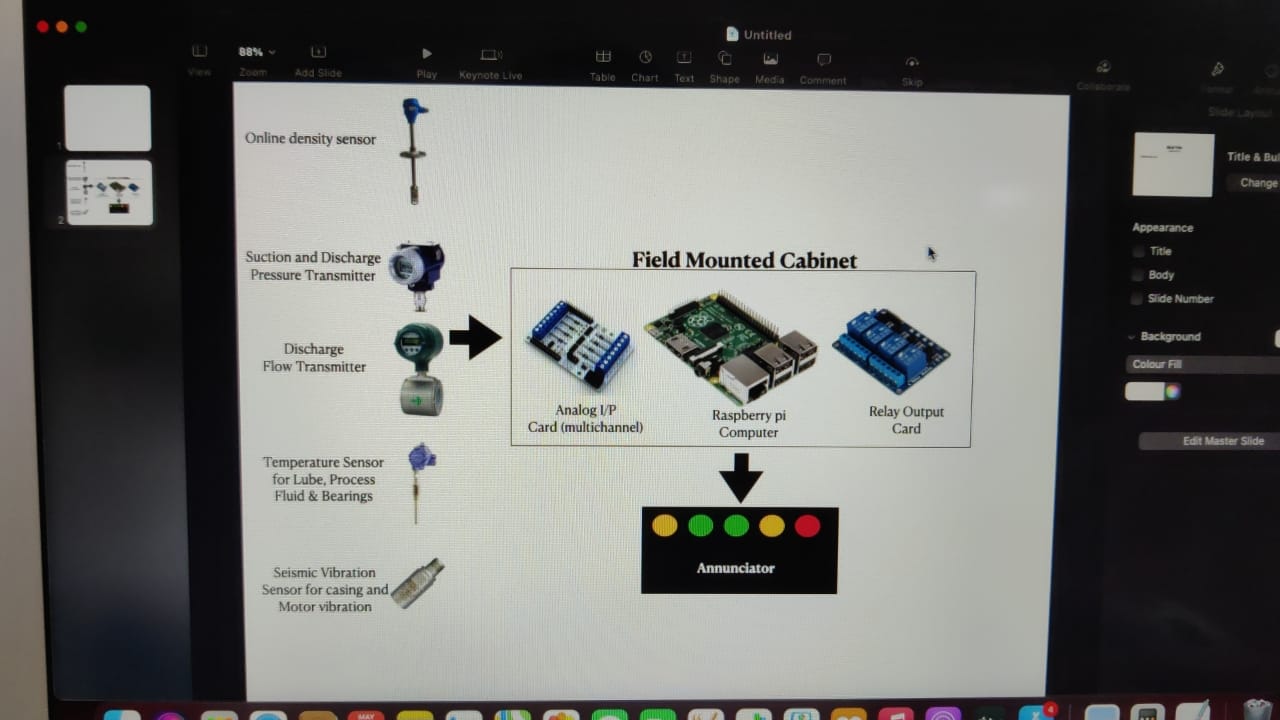 Untitled
88%
View
Zoom
Add Slide
Play
Keynote Live
Table
Chart
Text
Shape
Media
Comment
Skip
Collaborate
Slide Layout
Title & Bul
Change
Appearance
Title
Body
Slide Number
Background
Colour Fill
Edit Master Slide
1
2
Online density sensor
Suction and Discharge
Pressure Transmitter
Discharge
Flow Transmitter
Temperature Sensor
for Lube, Process
Fluid & Bearings
Seismic Vibration
Sensor for casing and
Motor vibration
Field Mounted Cabinet
Analog I/P
Card (multichannel)
Raspberry pi
Computer
Relay Output
Card
Annunciator
MAY
4